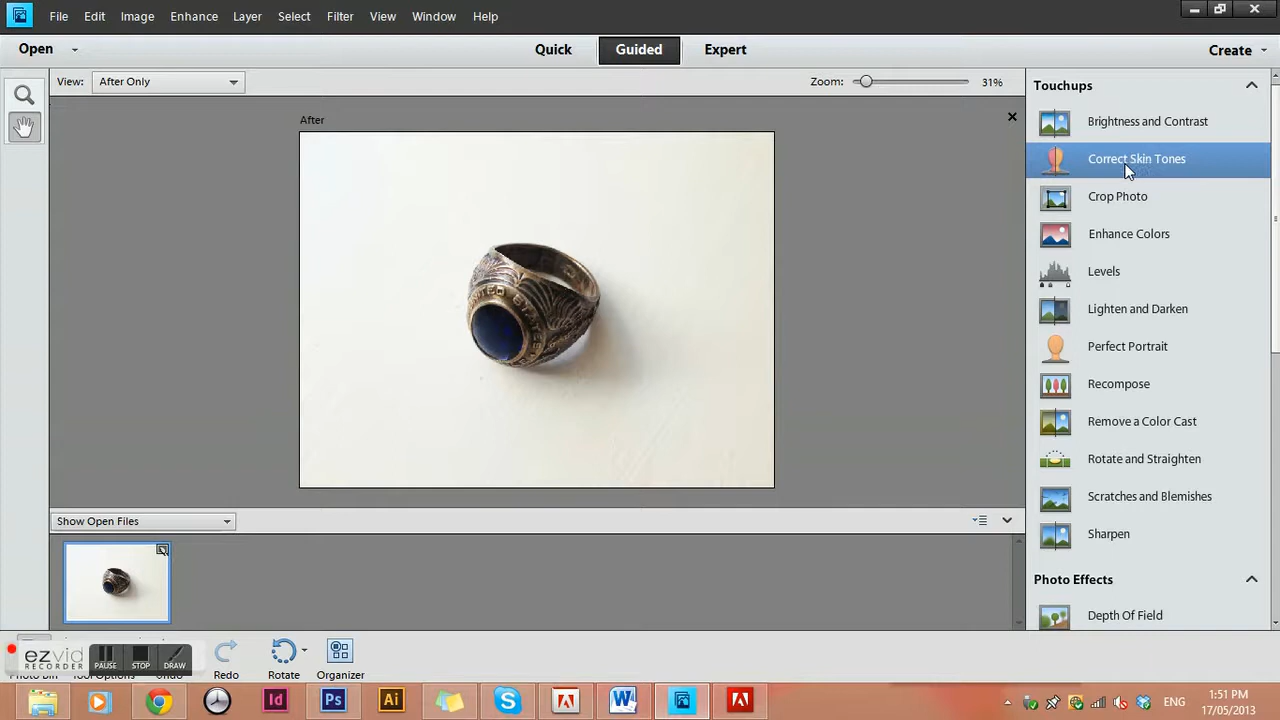 File Edit Image Enhance Layer Select Filter View Window Help
Open Quick Guided Expert Create
View: After Only Zoom: 31%
After
UNITED STATES
Touchups
Brightness and Contrast
Correct Skin Tones
Crop Photo
Enhance Colors
Levels
Lighten and Darken
Perfect Portrait
Recompose
Remove a Color Cast
Rotate and Straighten
Scratches and Blemishes
Sharpen
Photo Effects
Depth Of Field
Show Open Files
ezvid
RECORDER
PAUSE STOP DRAW
Redo Rotate Organizer
Id Ps Ai
ENG
1:51 PM
17/05/2013